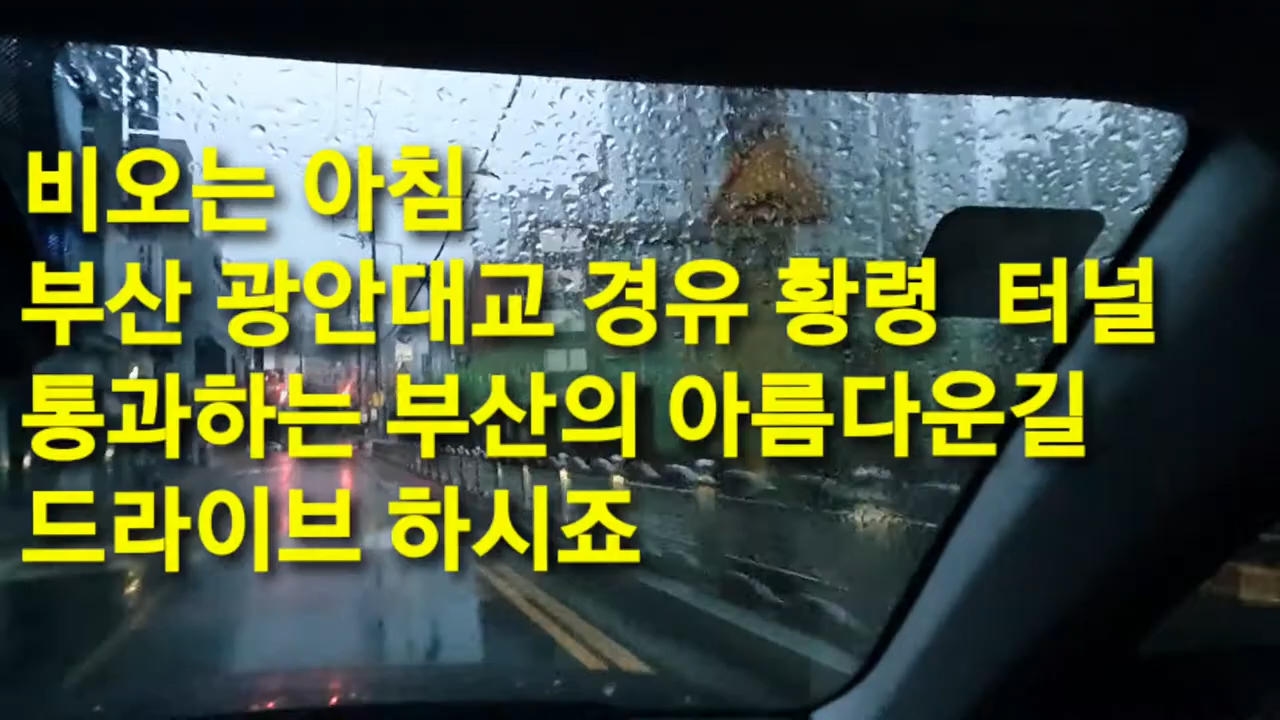 비오는 아침
부산 광안대교 경유 황령 터널
통과하는 부산의 아름다운길
드라이브 하시죠